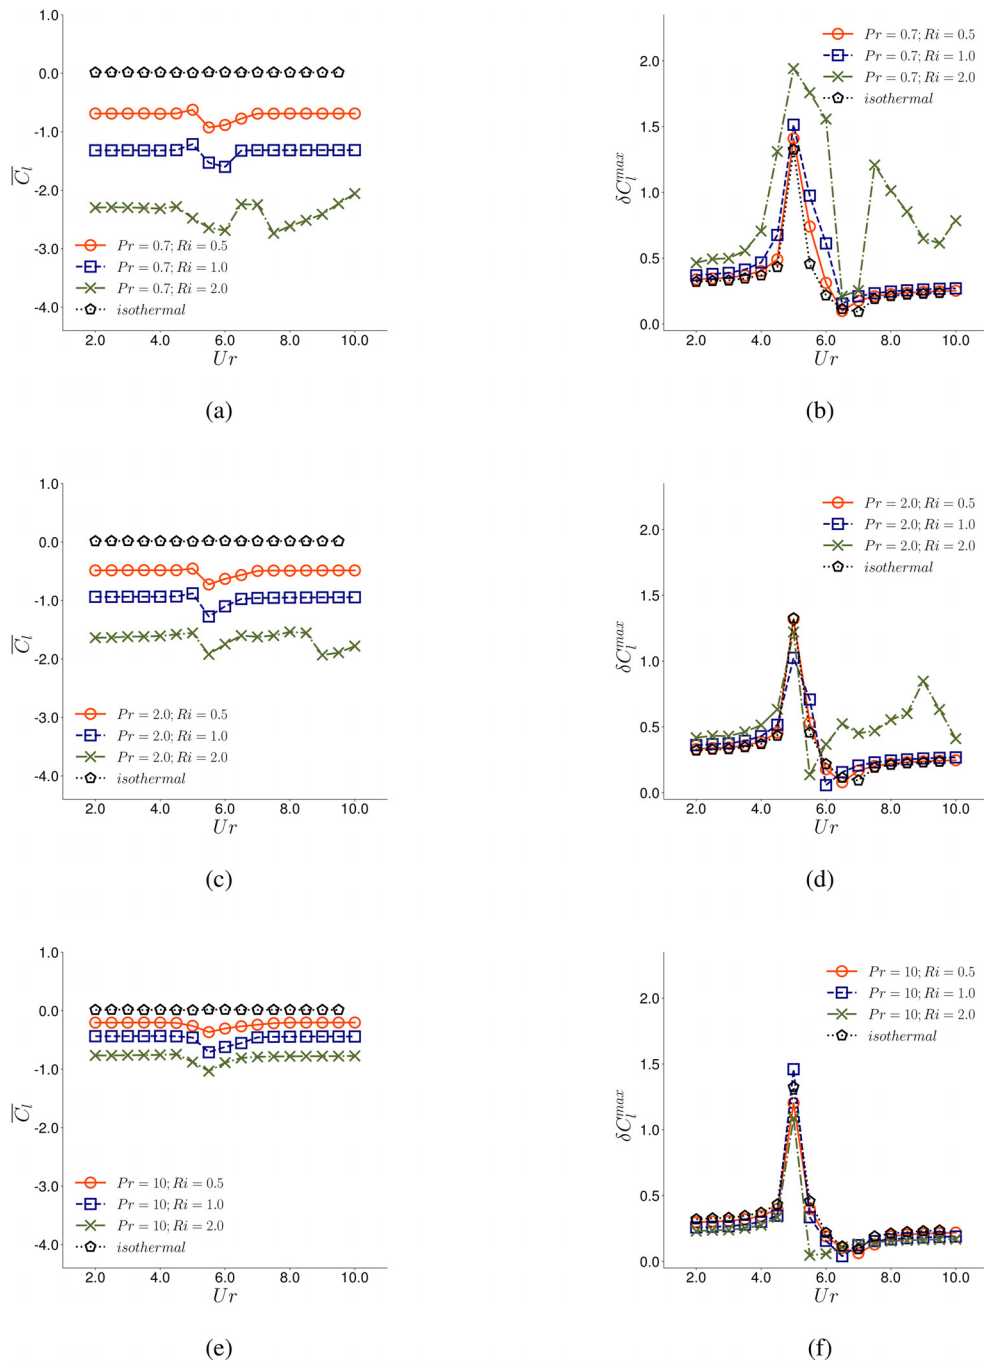 1.0
0.0
-1.0
-2.0
-3.0
-4.0
$\overline{C_l}$
Pr = 0.7; Ri = 0.5
Pr = 0.7; Ri = 1.0
Pr = 0.7; Ri = 2.0
isothermal
2.0 4.0 6.0 8.0 10.0
Ur
(a)
2.0
1.5
1.0
0.5
0.0
$\delta C_l^{max}$
Pr = 0.7; Ri = 0.5
Pr = 0.7; Ri = 1.0
Pr = 0.7; Ri = 2.0
isothermal
2.0 4.0 6.0 8.0 10.0
Ur
(b)
1.0
0.0
-1.0
-2.0
-3.0
-4.0
$\overline{C_l}$
Pr = 2.0; Ri = 0.5
Pr = 2.0; Ri = 1.0
Pr = 2.0; Ri = 2.0
isothermal
2.0 4.0 6.0 8.0 10.0
Ur
(c)
2.0
1.5
1.0
0.5
0.0
$\delta C_l^{max}$
Pr = 2.0; Ri = 0.5
Pr = 2.0; Ri = 1.0
Pr = 2.0; Ri = 2.0
isothermal
2.0 4.0 6.0 8.0 10.0
Ur
(d)
1.0
0.0
-1.0
-2.0
-3.0
-4.0
$\overline{C_l}$
Pr = 10; Ri = 0.5
Pr = 10; Ri = 1.0
Pr = 10; Ri = 2.0
isothermal
2.0 4.0 6.0 8.0 10.0
Ur
(e)
2.0
1.5
1.0
0.5
0.0
$\delta C_l^{max}$
Pr = 10; Ri = 0.5
Pr = 10; Ri = 1.0
Pr = 10; Ri = 2.0
isothermal
2.0 4.0 6.0 8.0 10.0
Ur
(f)